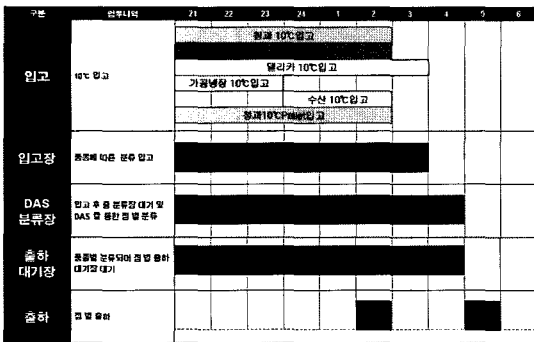 구분 업무내역 21 22 23 24 1 2 3 4 5 6
청과 10℃입고
델리카 10℃입고
입고 10℃ 입고
가공냉장 10℃입고
수산 10℃입고
청과10℃Pallet입고
입고장 품종에 따른 분류 입고
DAS
분류장
입고 후 중 분류장 대기 및
DAS 를 통한 점 별 분류
출하
대기장
품종별 분류되어 점 별 출하
대기장 대기
출하 점 별 출하